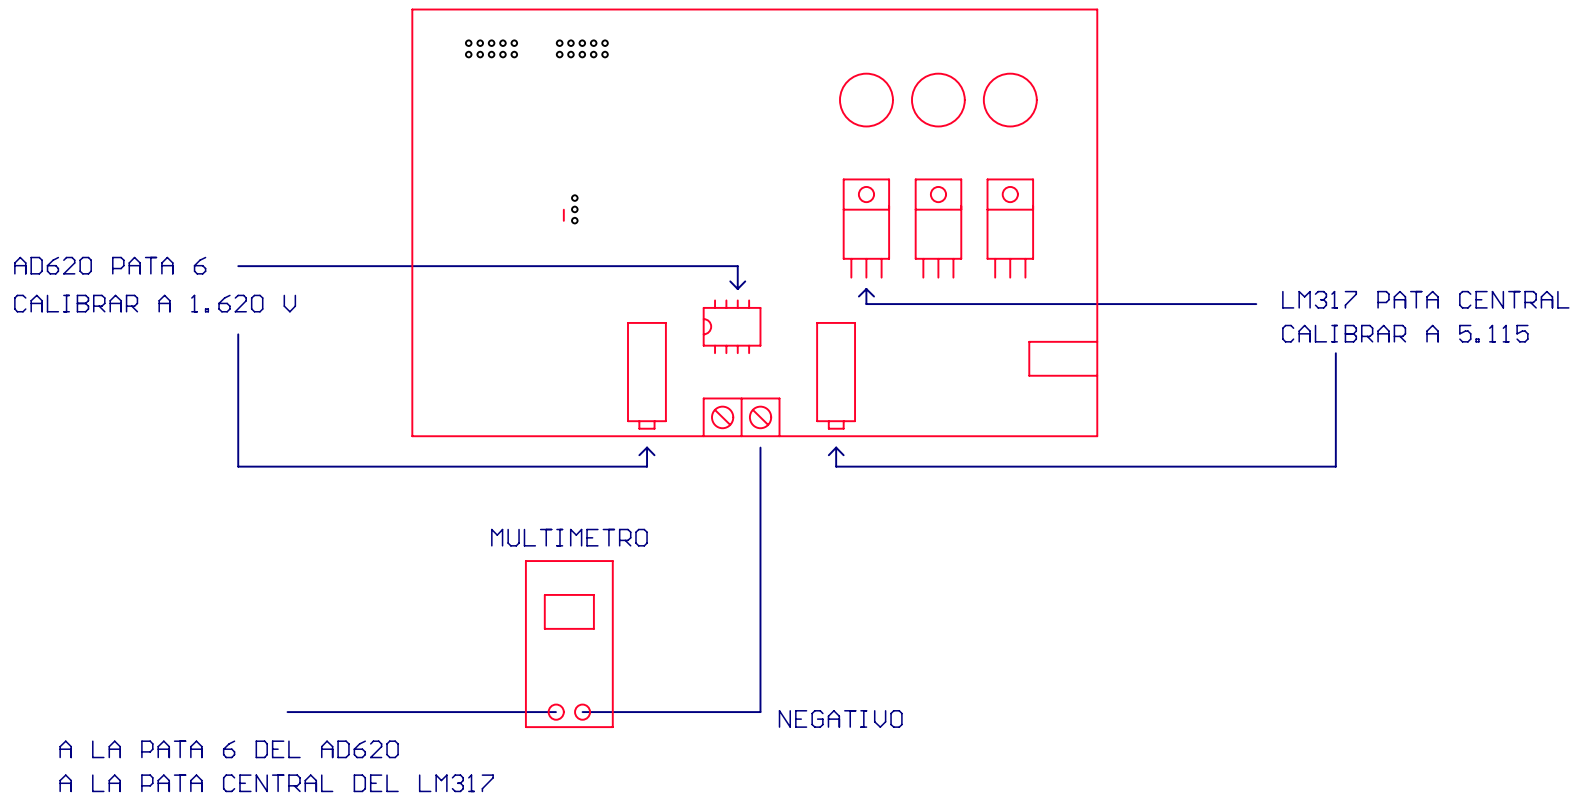 AD620 PATA 6
CALIBRAR A 1.620 V
LM317 PATA CENTRAL
CALIBRAR A 5.115
MULTIMETRO
NEGATIVO
A LA PATA 6 DEL AD620
A LA PATA CENTRAL DEL LM317